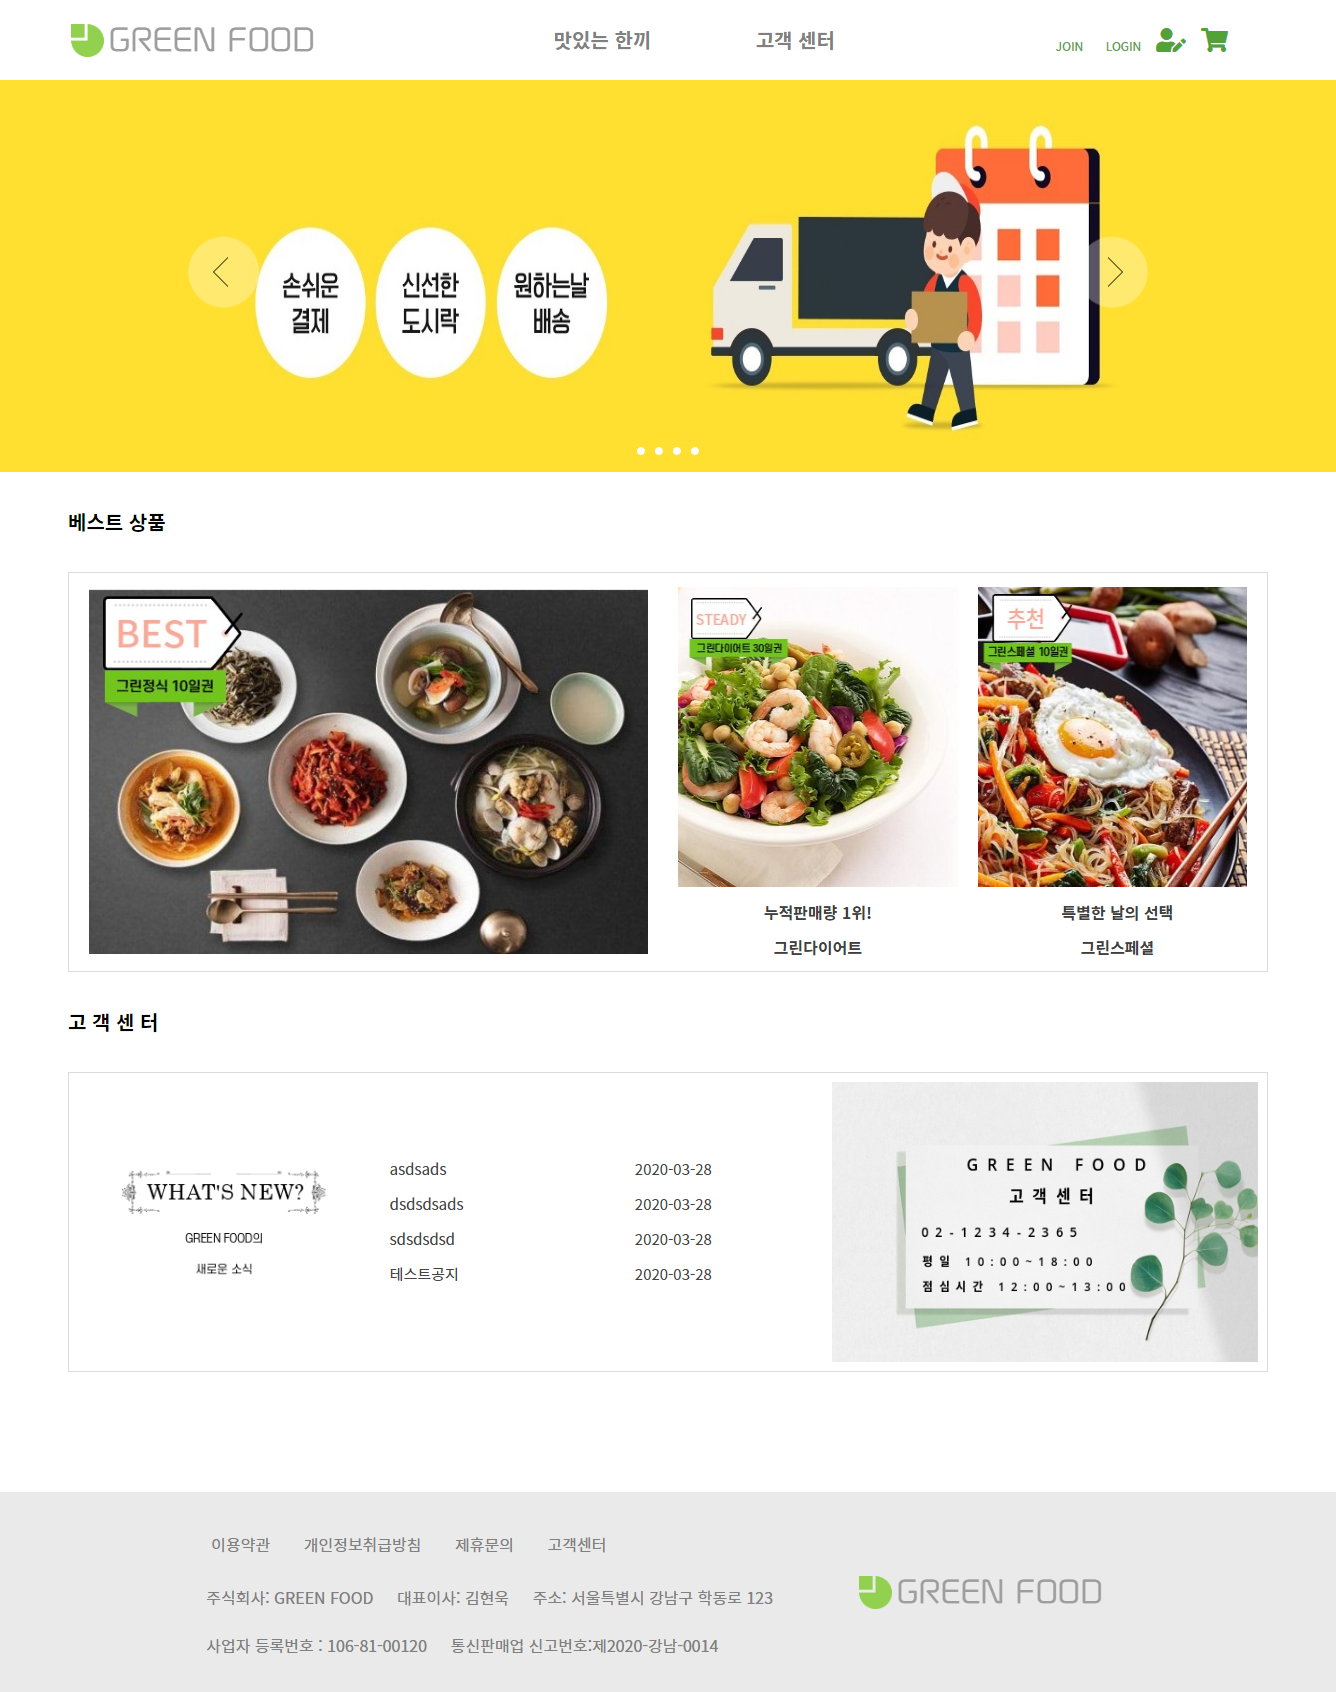 GREEN FOOD
맛있는 한끼
고객 센터
JOIN
LOGIN
손쉬운
결제
신선한
도시락
원하는날
배송
베스트 상품
BEST
그린정식 10일권
STEADY
그린다이어트 30일권
추천
그린스페셜 10일권
누적판매량 1위!
그린다이어트
특별한 날의 선택
그린스페셜
고 객 센 터
WHAT'S NEW?
GREEN FOOD의
새로운 소식
asdsads 2020-03-28
dsdsdsads 2020-03-28
sdsdsdsd 2020-03-28
테스트공지 2020-03-28
GREEN FOOD
고객센터
02-1234-2365
평일 10:00~18:00
점심시간 12:00~13:00
이용약관 개인정보취급방침 제휴문의 고객센터
주식회사: GREEN FOOD 대표이사: 김현욱 주소: 서울특별시 강남구 학동로 123
사업자 등록번호 : 106-81-00120 통신판매업 신고번호:제2020-강남-0014
GREEN FOOD